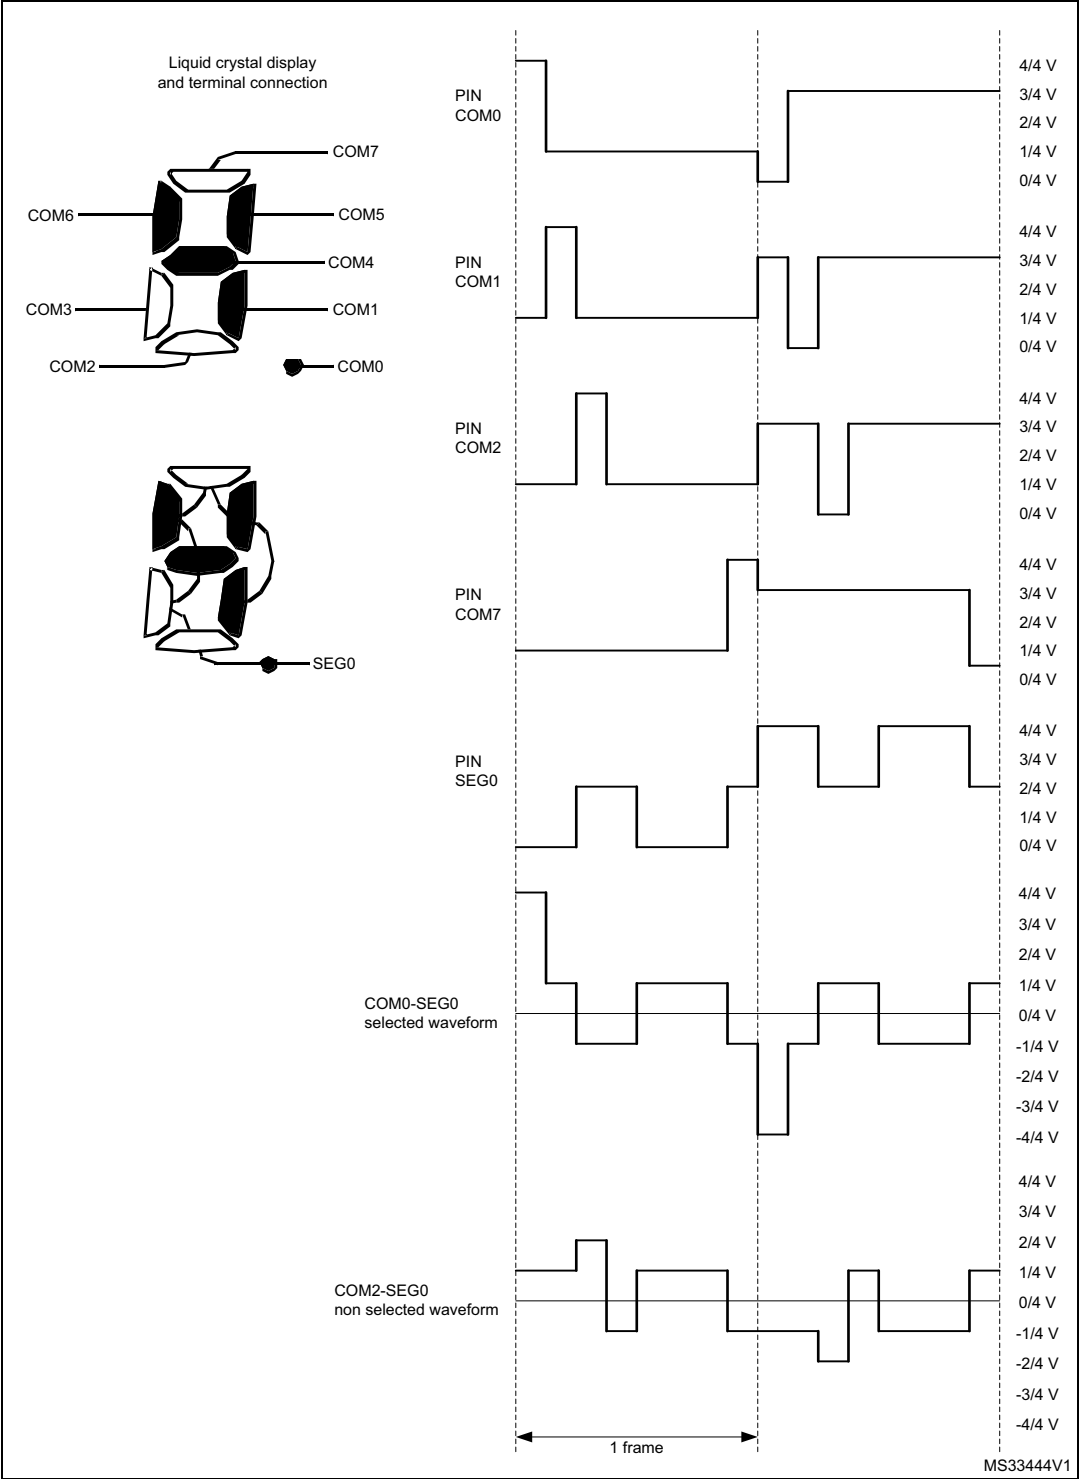 Liquid crystal display
and terminal connection
COM7
COM6
COM5
COM4
COM3
COM1
COM2
COM0
SEG0
PIN
COM0
4/4 V
3/4 V
2/4 V
1/4 V
0/4 V
PIN
COM1
4/4 V
3/4 V
2/4 V
1/4 V
0/4 V
PIN
COM2
4/4 V
3/4 V
2/4 V
1/4 V
0/4 V
PIN
COM7
4/4 V
3/4 V
2/4 V
1/4 V
0/4 V
PIN
SEG0
4/4 V
3/4 V
2/4 V
1/4 V
0/4 V
COM0-SEG0
selected waveform
4/4 V
3/4 V
2/4 V
1/4 V
0/4 V
-1/4 V
-2/4 V
-3/4 V
-4/4 V
COM2-SEG0
non selected waveform
4/4 V
3/4 V
2/4 V
1/4 V
0/4 V
-1/4 V
-2/4 V
-3/4 V
-4/4 V
1 frame
MS33444V1